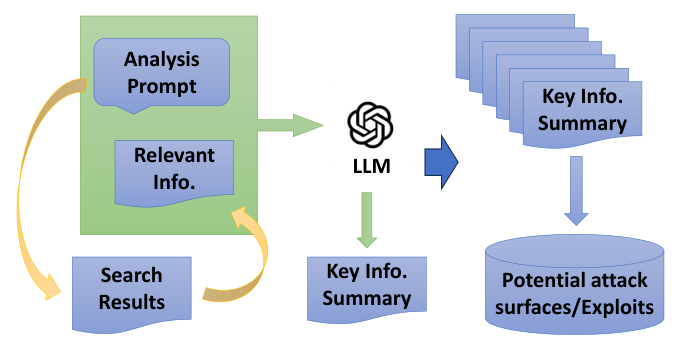 Analysis
Prompt
Relevant
Info.
Search
Results
LLM
Key Info.
Summary
Key Info.
Summary
Potential attack
surfaces/Exploits